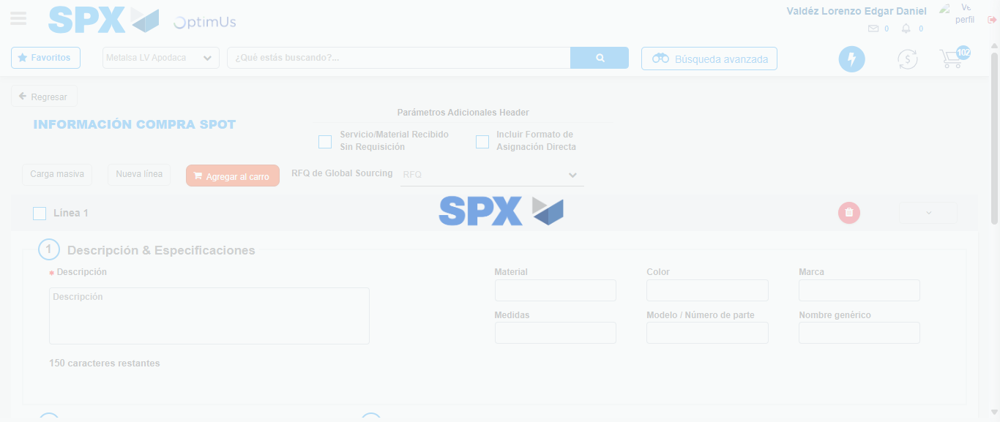 SPX
OptimUs
Valdéz Lorenzo Edgar Daniel
Ve
perfil
0
0
Favoritos
Metalsa LV Apodaca
¿Qué estás buscando?...
Búsqueda avanzada
102
Regresar
INFORMACIÓN COMPRA SPOT
Parámetros Adicionales Header
Servicio/Material Recibido
Sin Requisición
Incluir Formato de
Asignación Directa
Carga masiva
Nueva línea
Agregar al carro
RFQ de Global Sourcing
RFQ
SPX
Linea 1
1
Descripción & Especificaciones
* Descripción
Material
Color
Marca
Descripción
Medidas
Modelo / Número de parte
Nombre genérico
150 caracteres restantes